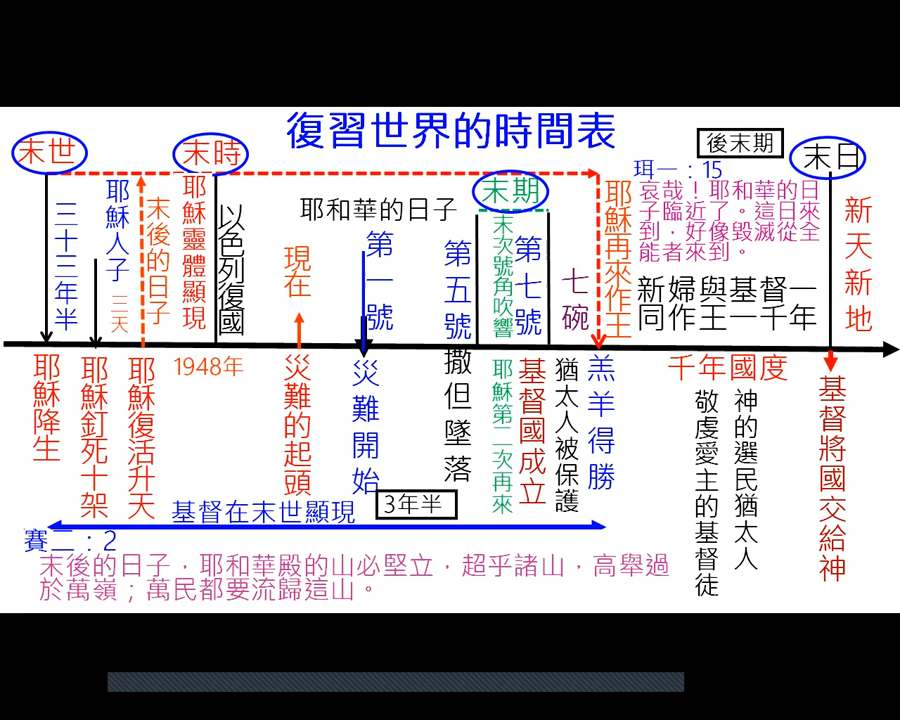 復習世界的時間表
末世
末時
末期
後末期
末日
三十三年半
耶穌人子
三天
末後的日子
耶穌靈體顯現
以色列復國
現在
耶和華的日子
第一號
第五號
末次號角吹響
第七號
七碗
耶穌再來作王
珥一:15
哀哉!耶和華的日
子臨近了。這日來
到,好像毀滅從全
能者來到。
新婦與基督一
同作王一千年
新天新地
耶穌降生
耶穌釘死十架
耶穌復活升天
1948年
災難的起頭
災難開始
撒但墜落
耶穌第二次再來
基督國成立
猶太人被保護
羔羊得勝
千年國度
敬虔愛主的基督徒
神的選民猶太人
基督將國交給神
3年半
基督在末世顯現
賽二:2
末後的日子,耶和華殿的山必堅立,超乎諸山,高舉過
於萬嶺;萬民都要流歸這山。